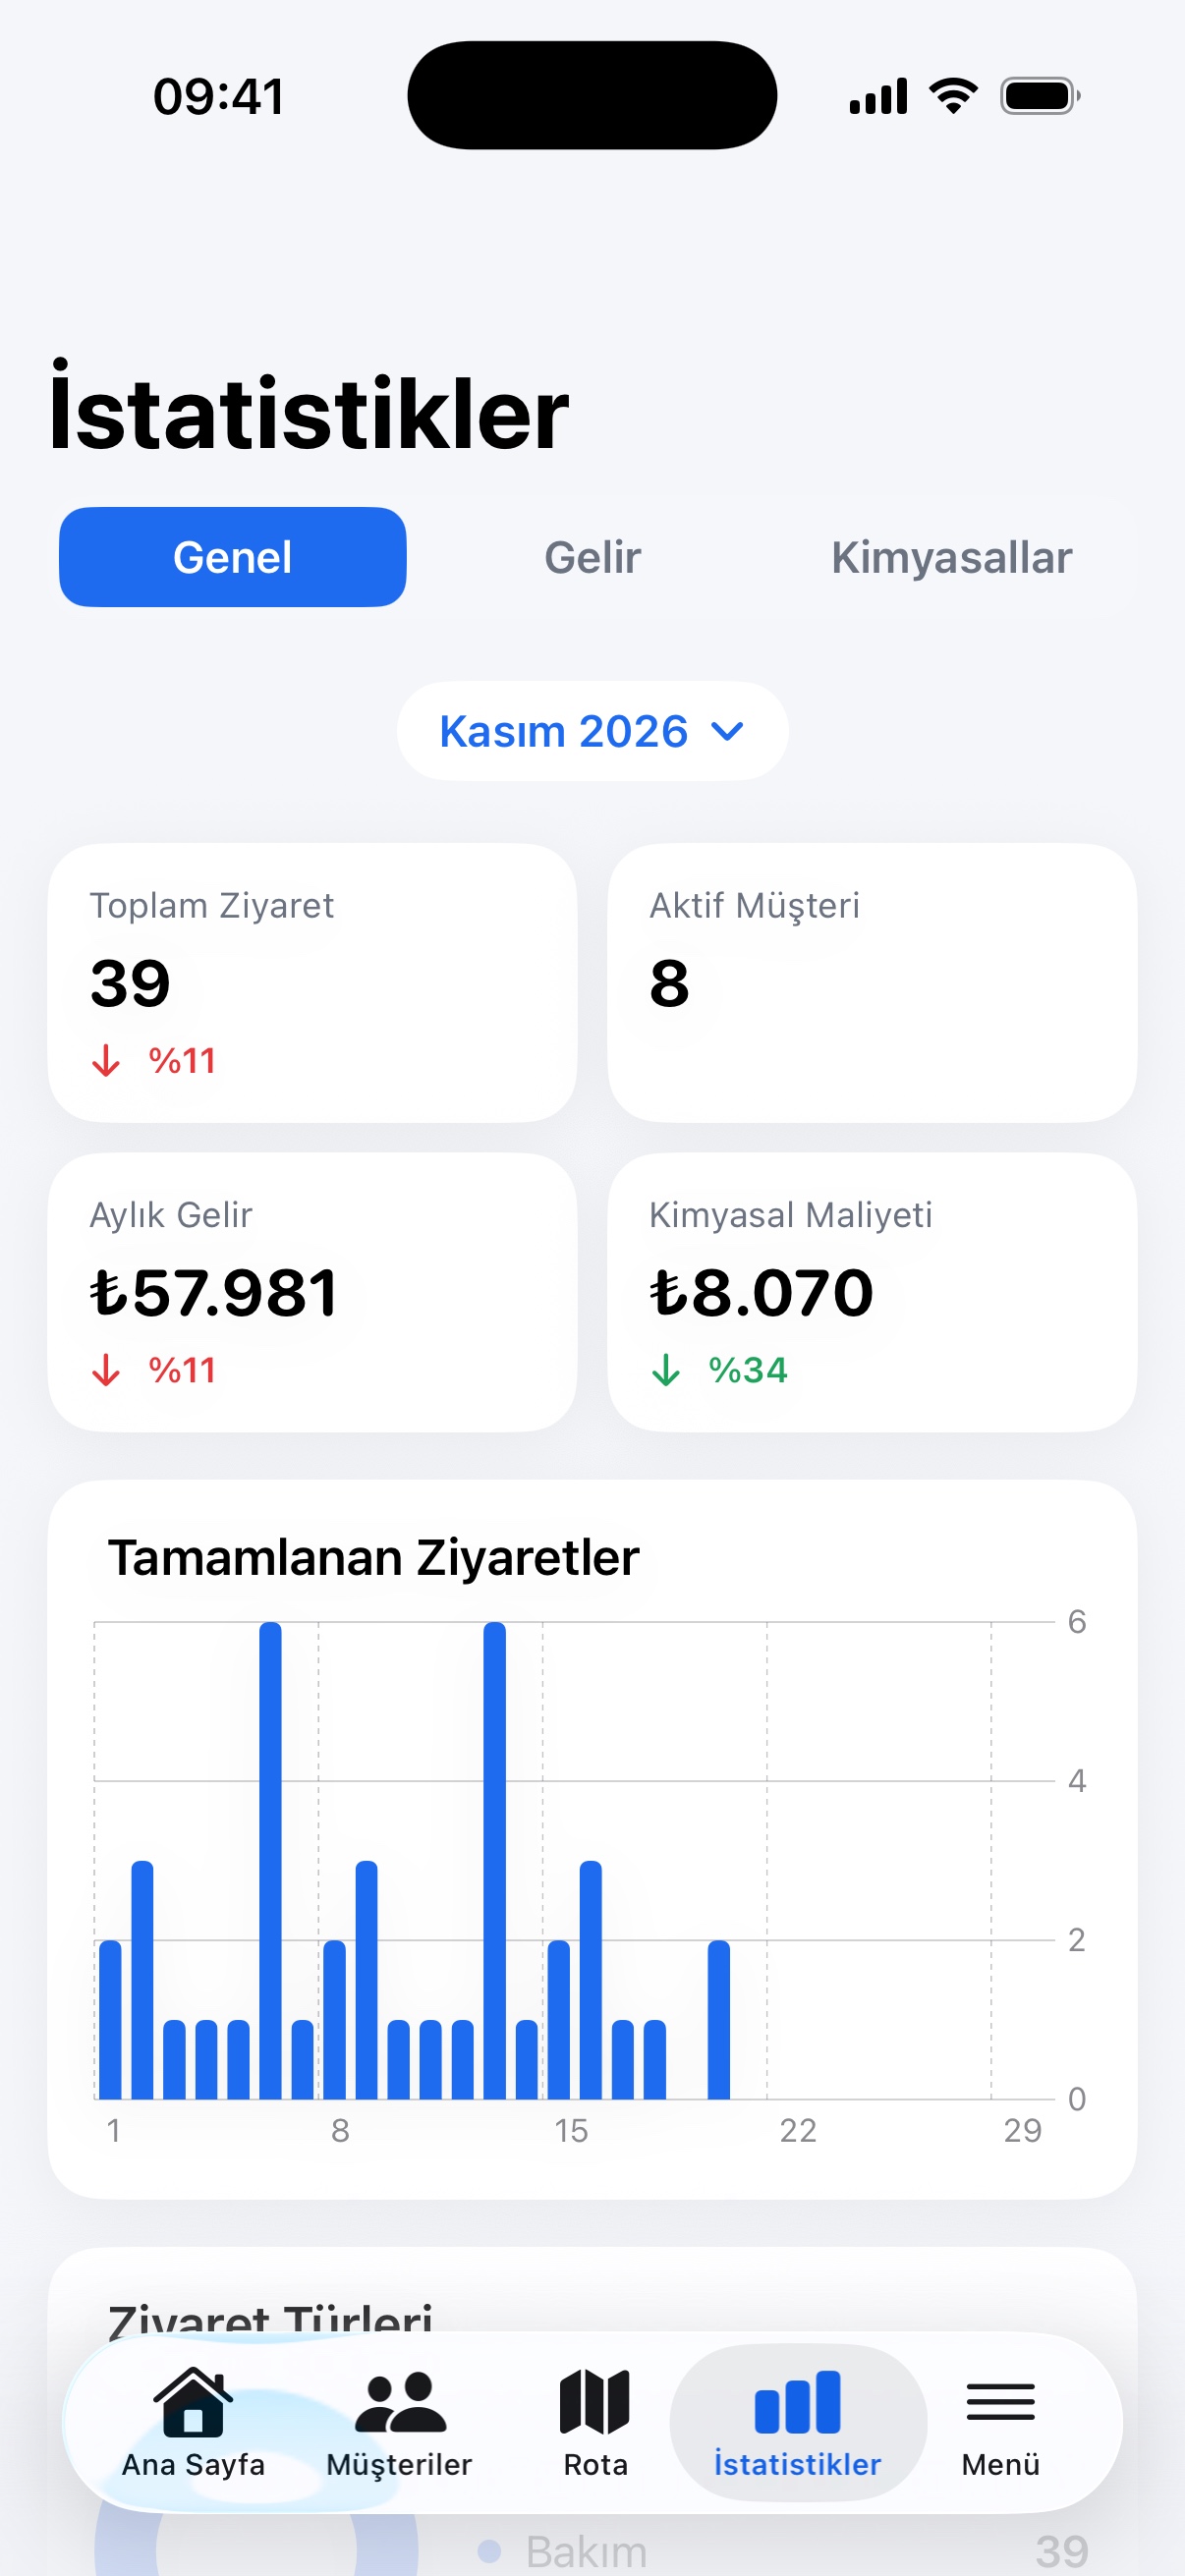 09:41
İstatistikler
Genel Gelir Kimyasallar
Kasım 2026
Toplam Ziyaret
39
↓ %11
Aktif Müşteri
8
Aylık Gelir
₺57.981
↓ %11
Kimyasal Maliyeti
₺8.070
↓ %34
Tamamlanan Ziyaretler
6
4
2
0
1 8 15 22 29
Ziyaret Türleri
Ana Sayfa Müşteriler Rota İstatistikler Menü
Bakım 39